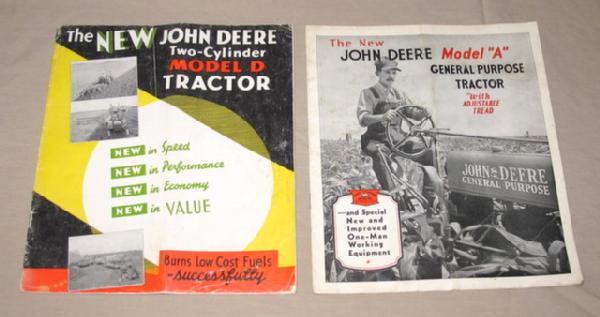 The NEW JOHN DEERE
Two-Cylinder
MODEL D
TRACTOR
NEW in Speed
NEW in Performance
NEW in Economy
NEW in VALUE
Burns Low Cost Fuels
-successfully
The New
JOHN DEERE Model "A"
GENERAL PURPOSE
TRACTOR
"with
ADJUSTABLE
TREAD
JOHN DEERE
GENERAL PURPOSE
—and Special
New and
Improved
One-Man
Working
Equipment